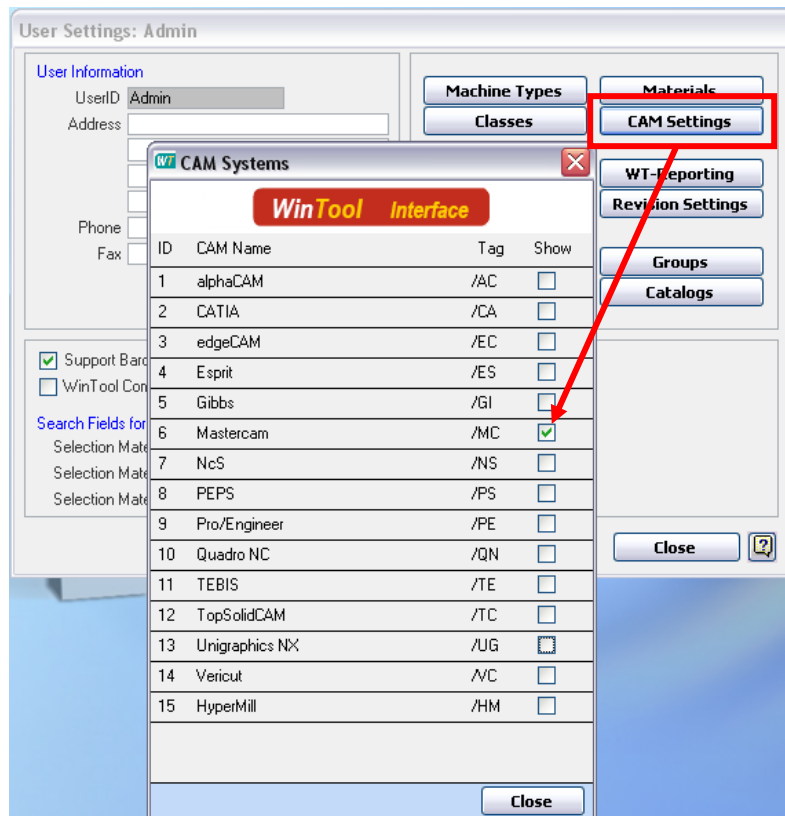 User Settings: Admin
User Information
UserID Admin
Address
Phone
Fax
Machine Types
Materials
Classes
CAM Settings
WT-Reporting
Revision Settings
Groups
Catalogs
Support Barc
WinTool Con
Search Fields for
Selection Mate
Selection Mate
Selection Mate
Close
WT CAM Systems
WinTool Interface
ID CAM Name Tag Show
1 alphaCAM /AC
2 CATIA /CA
3 edgeCAM /EC
4 Esprit /ES
5 Gibbs /GI
6 Mastercam /MC
7 NcS /NS
8 PEPS /PS
9 Pro/Engineer /PE
10 Quadro NC /QN
11 TEBIS /TE
12 TopSolidCAM /TC
13 Unigraphics NX /UG
14 Vericut /VC
15 HyperMill /HM
Close